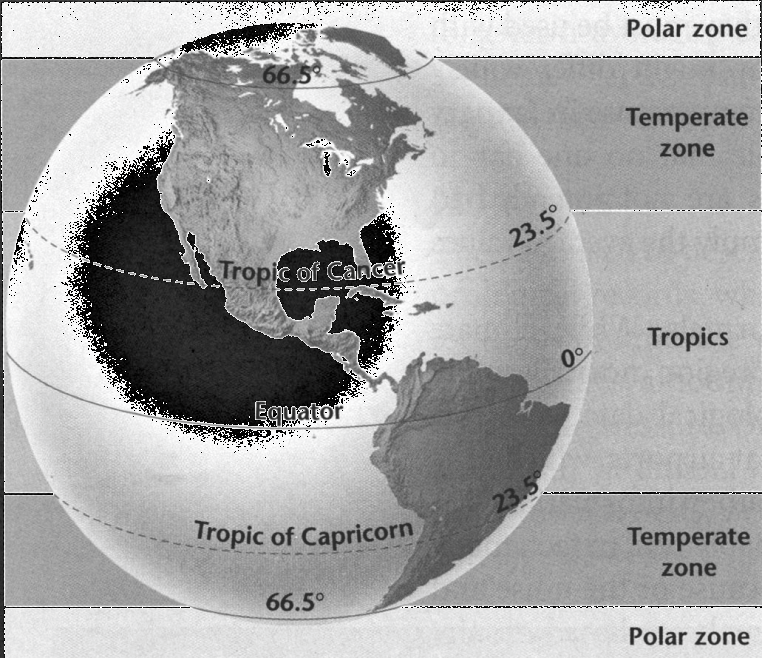 Polar zone
66.5°
Temperate
zone
23.5°
Tropic of Cancer
Tropics
0°
Equator
23.5°
Tropic of Capricorn
Temperate
zone
66.5°
Polar zone